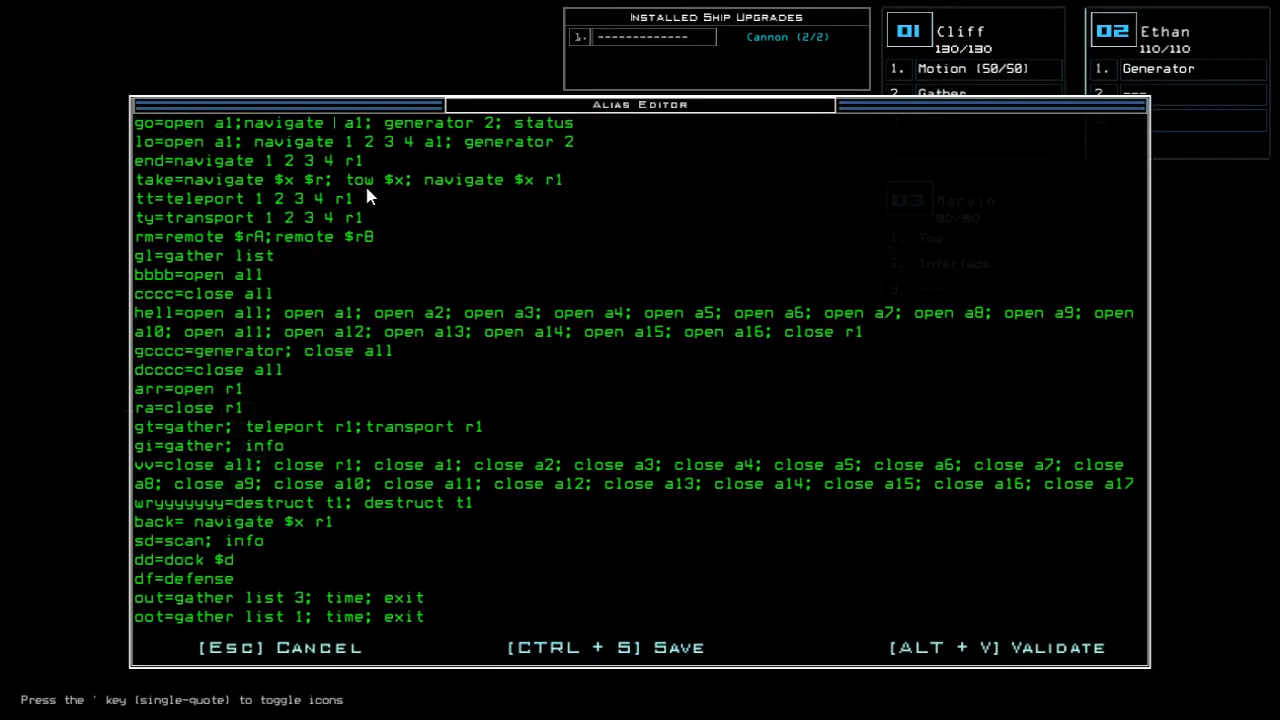 Installed Ship Upgrades
1. ------------- Cannon (2/2)
01 Cliff
130/130
1. Motion (50/50)
2. Gather
02 Ethan
110/110
1. Generator
2. ---
03 Marvin
1. Tow
2. Interface
3.
Alias Editor
go=open a1;navigate | a1; generator 2; status
lo=open a1; navigate 1 2 3 4 a1; generator 2
end=navigate 1 2 3 4 r1
take=navigate $x $r; tow $x; navigate $x r1
tt=teleport 1 2 3 4 r1
ty=transport 1 2 3 4 r1
rm=remote $rA;remote $rB
gl=gather list
bbbb=open all
cccc=close all
hell=open all; open a1; open a2; open a3; open a4; open a5; open a6; open a7; open a8; open a9; open
a10; open a11; open a12; open a13; open a14; open a15; open a16; close r1
gcccc=generator; close all
dcccc=close all
arr=open r1
ra=close r1
gt=gather; teleport r1;transport r1
gi=gather; info
vv=close all; close r1; close a1; close a2; close a3; close a4; close a5; close a6; close a7; close
a8; close a9; close a10; close a11; close a12; close a13; close a14; close a15; close a16; close a17
wryyyyyyy=destruct t1; destruct t1
back= navigate $x r1
sd=scan; info
dd=dock $d
df=defense
out=gather list 3; time; exit
oot=gather list 1; time; exit
[Esc] Cancel [CTRL + S] Save [ALT + V] Validate
Press the ' key (single-quote) to toggle icons